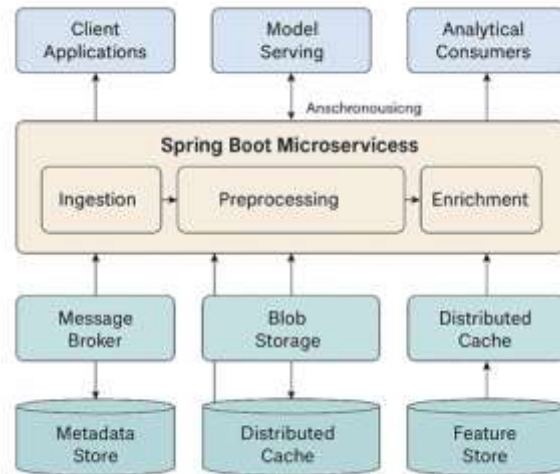 Client
Applications
Model
Serving
Analytical
Consumers
Anschronousicng
Spring Boot Microservicess
Ingestion
Preprocessing
Enrichment
Message
Broker
Blob
Storage
Distributed
Cache
Metadata
Store
Distributed
Cache
Feature
Store